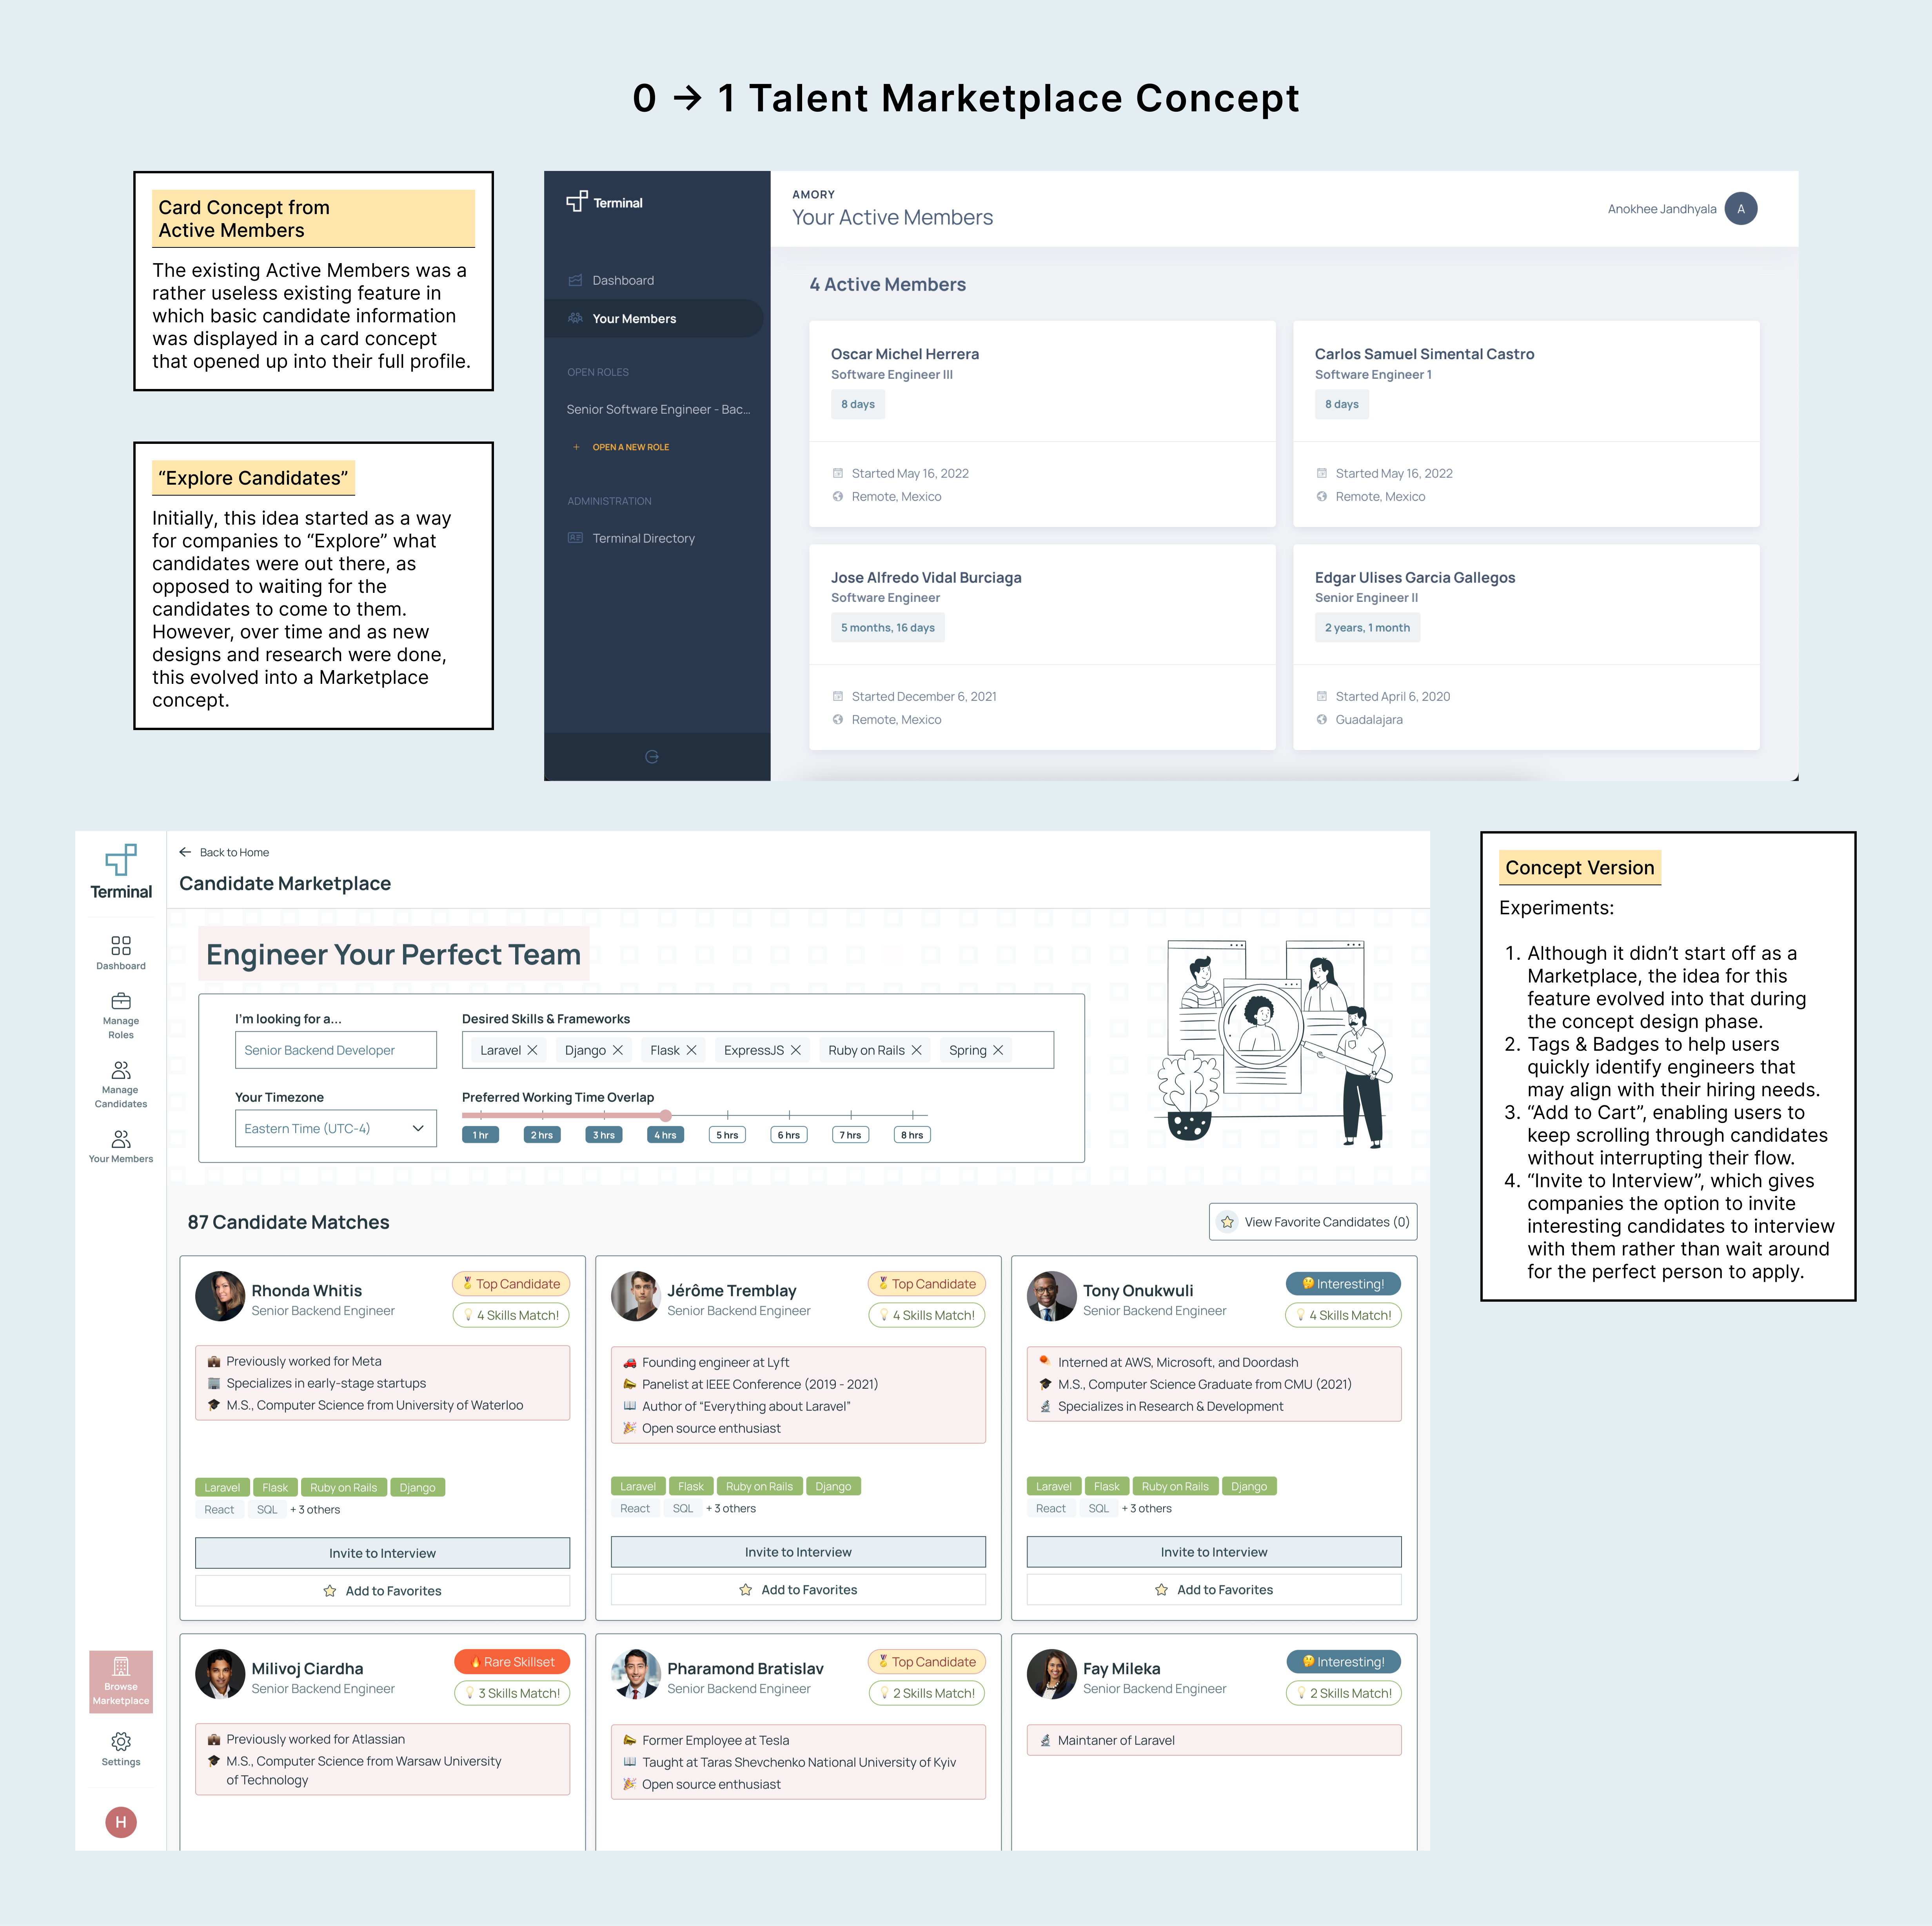 0 → 1 Talent Marketplace Concept
Card Concept from
Active Members
The existing Active Members was a
rather useless existing feature in
which basic candidate information
was displayed in a card concept
that opened up into their full profile.
“Explore Candidates”
Initially, this idea started as a way
for companies to “Explore” what
candidates were out there, as
opposed to waiting for the
candidates to come to them.
However, over time and as new
designs and research were done,
this evolved into a Marketplace
concept.
Terminal
Dashboard
Your Members
OPEN ROLES
Senior Software Engineer - Bac...
+ OPEN A NEW ROLE
ADMINISTRATION
Terminal Directory
AMORY
Your Active Members
Anokhee Jandhyala
A
4 Active Members
Oscar Michel Herrera
Software Engineer III
8 days
Started May 16, 2022
Remote, Mexico
Carlos Samuel Simental Castro
Software Engineer 1
8 days
Started May 16, 2022
Remote, Mexico
Jose Alfredo Vidal Burciaga
Software Engineer
5 months, 16 days
Started December 6, 2021
Remote, Mexico
Edgar Ulises Garcia Gallegos
Senior Engineer II
2 years, 1 month
Started April 6, 2020
Guadalajara
Terminal
Dashboard
Manage
Roles
Manage
Candidates
Your Members
Browse
Marketplace
Settings
H
← Back to Home
Candidate Marketplace
Engineer Your Perfect Team
I'm looking for a...
Senior Backend Developer
Desired Skills & Frameworks
Laravel
Django
Flask
ExpressJS
Ruby on Rails
Spring
Your Timezone
Eastern Time (UTC-4)
Preferred Working Time Overlap
1 hr 2 hrs 3 hrs 4 hrs 5 hrs 6 hrs 7 hrs 8 hrs
87 Candidate Matches
View Favorite Candidates (0)
Rhonda Whitis
Senior Backend Engineer
Top Candidate
4 Skills Match!
Previously worked for Meta
Specializes in early-stage startups
M.S., Computer Science from University of Waterloo
Laravel Flask Ruby on Rails Django
React SQL + 3 others
Invite to Interview
Add to Favorites
Jérôme Tremblay
Senior Backend Engineer
Top Candidate
4 Skills Match!
Founding engineer at Lyft
Panelist at IEEE Conference (2019 - 2021)
Author of “Everything about Laravel”
Open source enthusiast
Laravel Flask Ruby on Rails Django
React SQL + 3 others
Invite to Interview
Add to Favorites
Tony Onukwuli
Senior Backend Engineer
Interesting!
4 Skills Match!
Interned at AWS, Microsoft, and Doordash
M.S., Computer Science Graduate from CMU (2021)
Specializes in Research & Development
Laravel Flask Ruby on Rails Django
React SQL + 3 others
Invite to Interview
Add to Favorites
Milivoj Ciardha
Senior Backend Engineer
Rare Skillset
3 Skills Match!
Previously worked for Atlassian
M.S., Computer Science from Warsaw University
of Technology
Pharamond Bratislav
Senior Backend Engineer
Top Candidate
2 Skills Match!
Former Employee at Tesla
Taught at Taras Shevchenko National University of Kyiv
Open source enthusiast
Fay Mileka
Senior Backend Engineer
Interesting!
2 Skills Match!
Maintaner of Laravel
Concept Version
Experiments:
1. Although it didn’t start off as a
Marketplace, the idea for this
feature evolved into that during
the concept design phase.
2. Tags & Badges to help users
quickly identify engineers that
may align with their hiring needs.
3. “Add to Cart”, enabling users to
keep scrolling through candidates
without interrupting their flow.
4. “Invite to Interview”, which gives
companies the option to invite
interesting candidates to interview
with them rather than wait around
for the perfect person to apply.